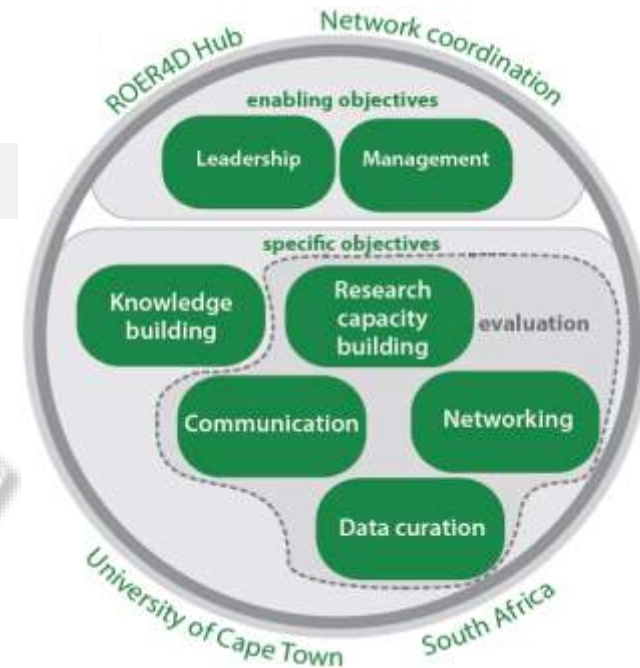 ROER4D Hub
Network coordination
enabling objectives
Leadership
Management
specific objectives
Knowledge
building
Research
capacity
building
evaluation
Communication
Networking
Data curation
University of Cape Town
South Africa